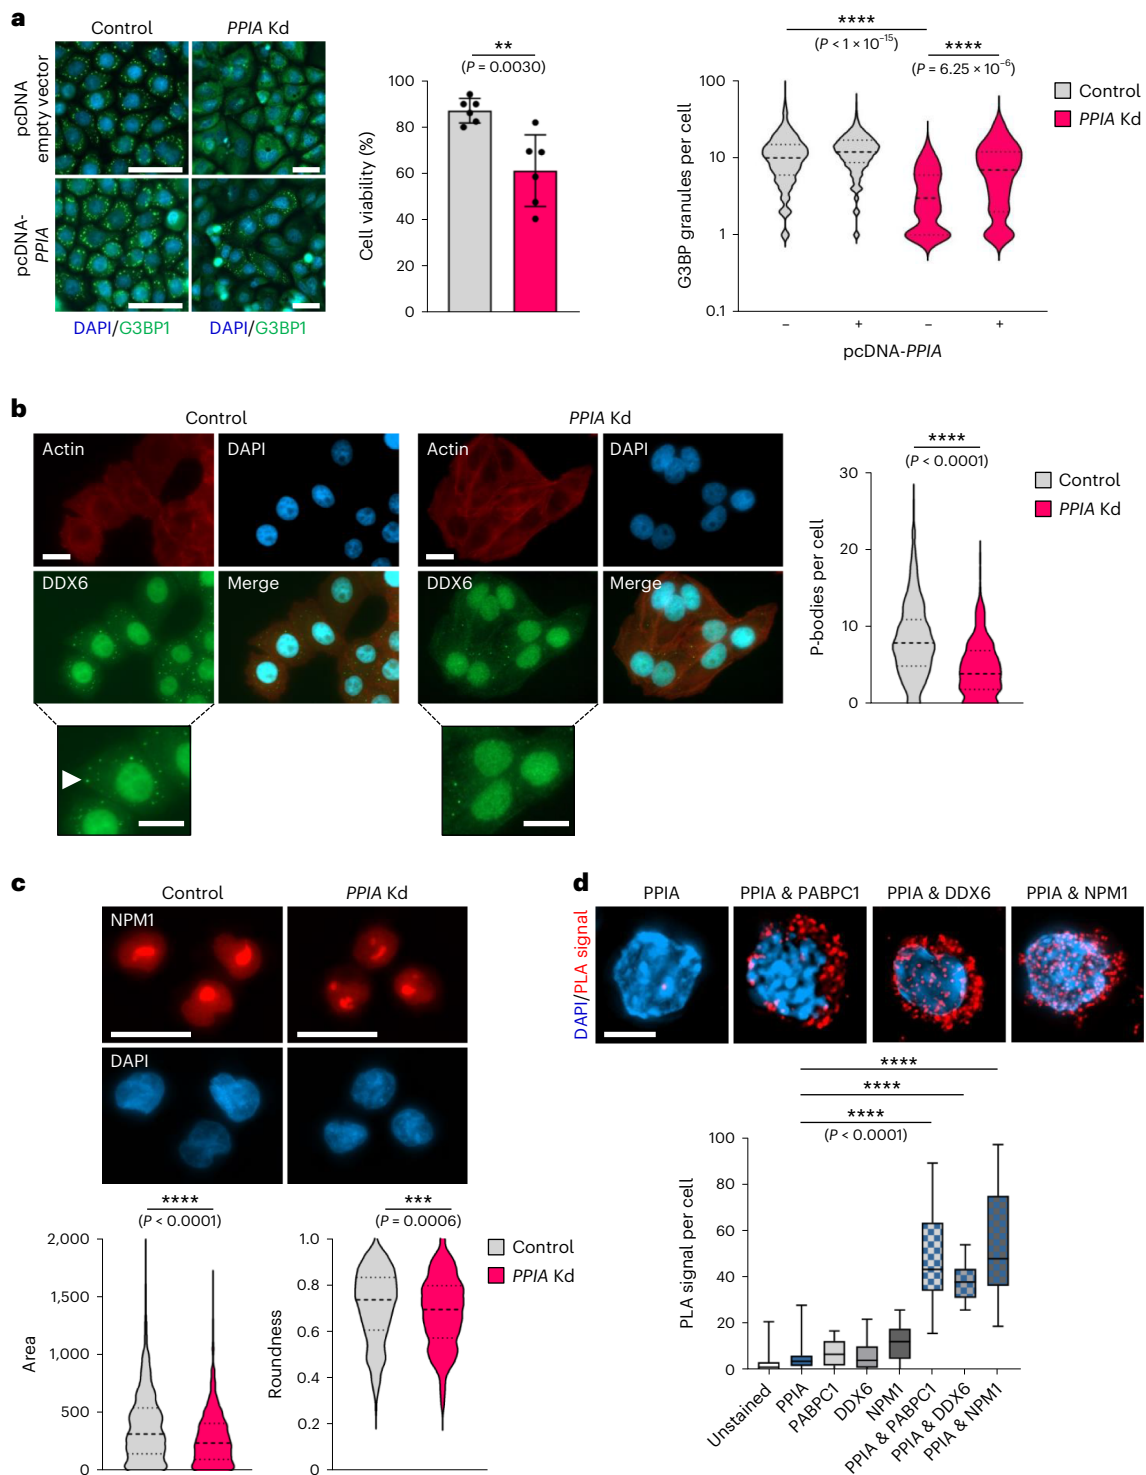 a
Control
PPIA Kd
pcDNA
empty vector
pcDNA-
PPIA
DAPI/G3BP1
DAPI/G3BP1
**
(P = 0.0030)
Cell viability (%)
100
80
60
40
20
0
****
(P < 1 × 10⁻¹⁵)
****
(P = 6.25 × 10⁻⁶)
G3BP granules per cell
100
10
1
0.1
–
+
–
+
pcDNA-PPIA
Control
PPIA Kd
b
Control
PPIA Kd
Actin
DAPI
Actin
DAPI
DDX6
Merge
DDX6
Merge
****
(P < 0.0001)
P-bodies per cell
30
20
10
0
Control
PPIA Kd
c
Control
PPIA Kd
NPM1
DAPI
****
(P < 0.0001)
Area
2,000
1,500
1,000
500
0
***
(P = 0.0006)
Roundness
1.0
0.8
0.6
0.4
0.2
0
Control
PPIA Kd
d
PPIA
PPIA & PABPC1
PPIA & DDX6
PPIA & NPM1
DAPI/PLA signal
****
****
****
(P < 0.0001)
PLA signal per cell
100
80
60
40
20
0
Unstained
PPIA
PABPC1
DDX6
NPM1
PPIA & PABPC1
PPIA & DDX6
PPIA & NPM1